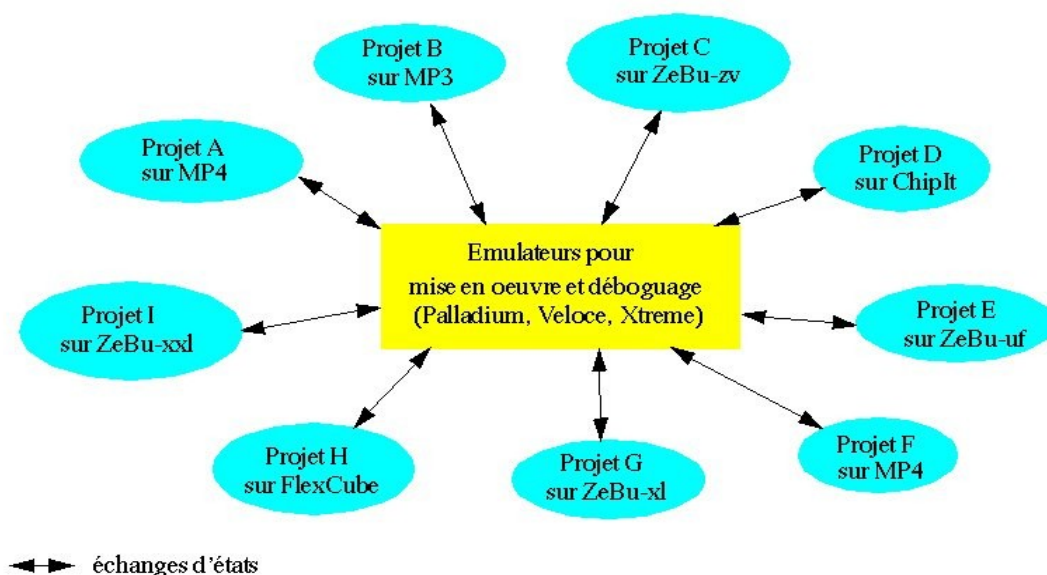 Projet B
sur MP3
Projet C
sur ZeBu-zv
Projet A
sur MP4
Projet D
sur ChipIt
Emulateurs pour
mise en oeuvre et déboguage
(Palladium, Veloce, Xtreme)
Projet I
sur ZeBu-xxl
Projet E
sur ZeBu-uf
Projet H
sur FlexCube
Projet G
sur ZeBu-xl
Projet F
sur MP4
échanges d'états